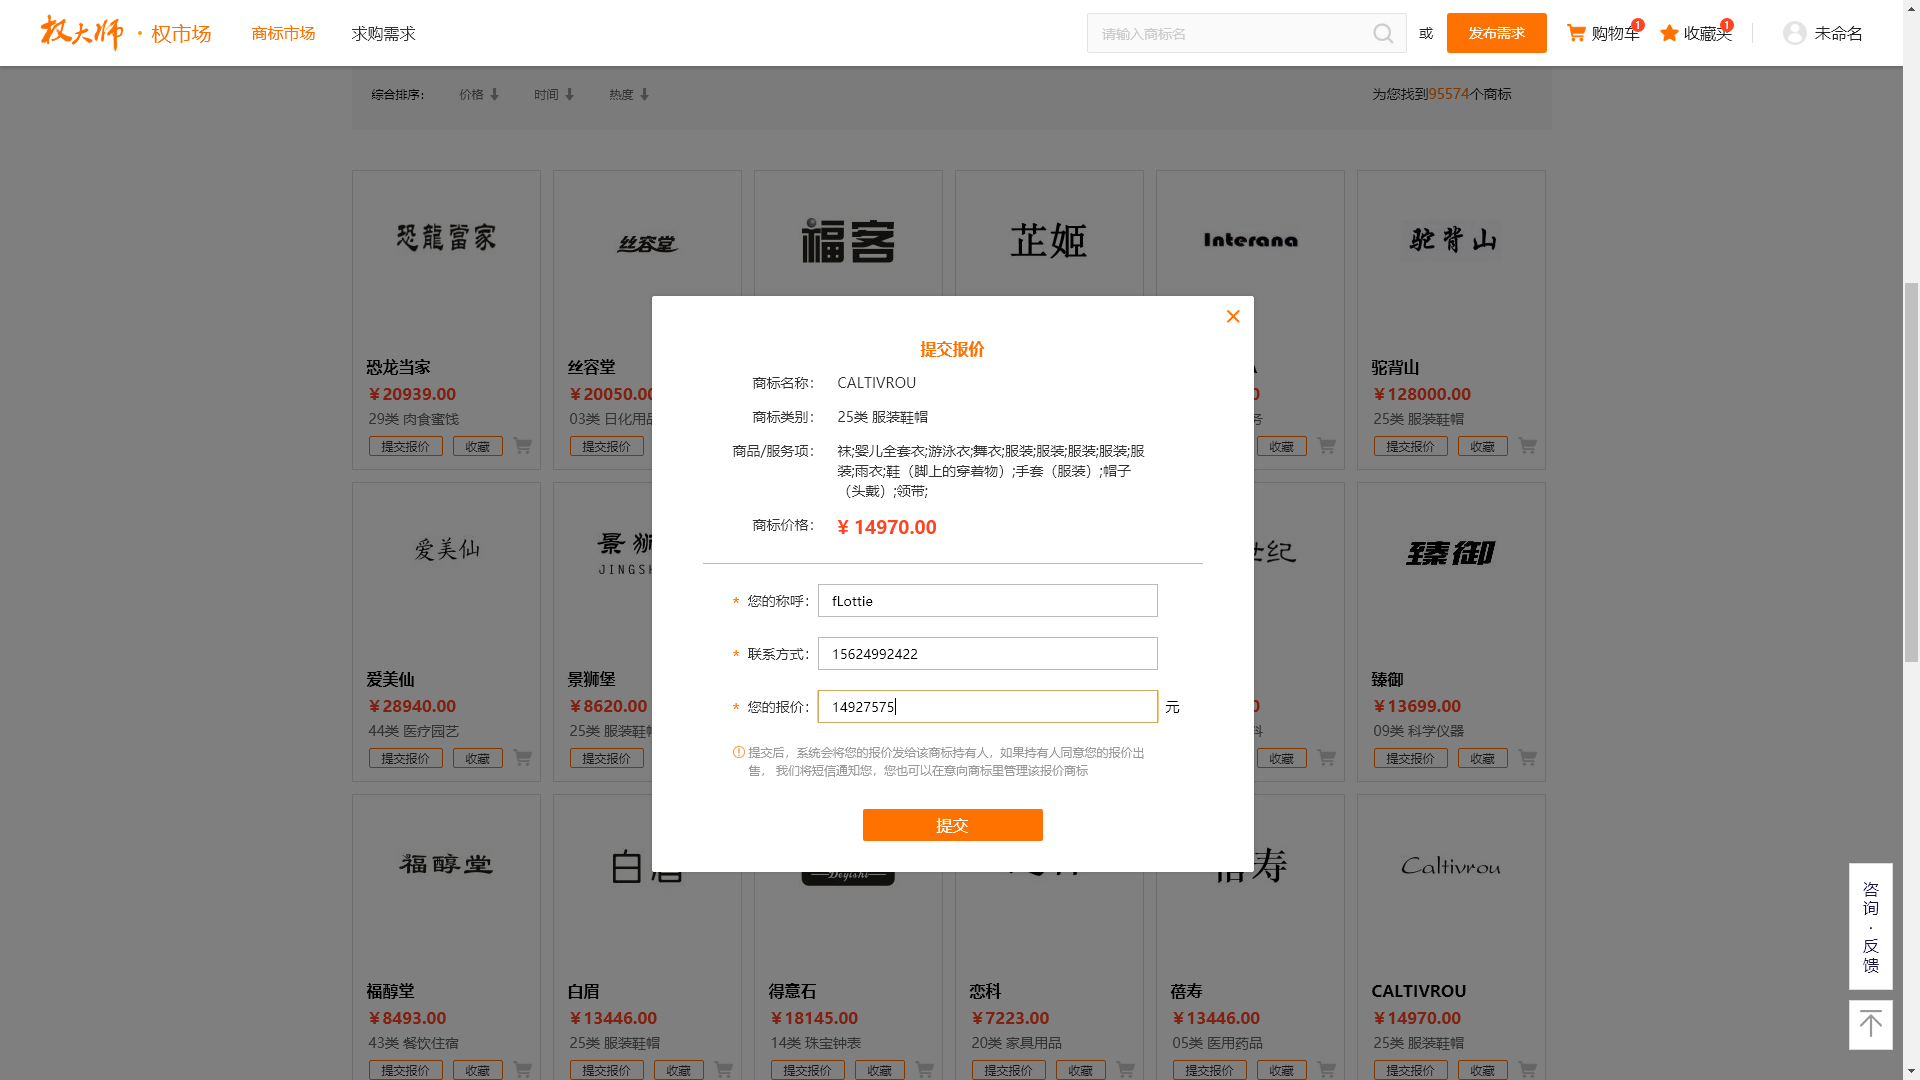 权大师 · 权市场 商标市场 求购需求 请输入商标名 或 发布需求 购物车 1 收藏夹 1 未命名
综合排序： 价格 时间 热度 为您找到95574个商标
恐龍當家 丝容堂 福客 芷姬 Interana 驼背山
恐龙当家 丝容堂 驼背山
￥20939.00 ￥20050.00 ￥128000.00
29类 肉食蜜饯 03类 日化用品 25类 服装鞋帽
提交报价 收藏 提交报价 收藏 提交报价 收藏
提交报价
商标名称： CALTIVROU
商标类别： 25类 服装鞋帽
商品/服务项： 袜;婴儿全套衣;游泳衣;舞衣;服装;服装;服装;服装;服
装;雨衣;鞋（脚上的穿着物）;手套（服装）;帽子
（头戴）;领带;
商标价格： ¥ 14970.00
* 您的称呼： fLottie
* 联系方式： 15624992422
* 您的报价： 14927575 元
提交后，系统会将您的报价发给该商标持有人，如果持有人同意您的报价出
售， 我们将短信通知您，您也可以在意向商标里管理该报价商标
提交
爱美仙 景狮 JINGSH 世纪 臻御
爱美仙 景狮堡 臻御
￥28940.00 ￥8620.00 ￥13699.00
44类 医疗园艺 25类 服装鞋帽 09类 科学仪器
提交报价 收藏 提交报价 收藏 提交报价 收藏
福醇堂 白眉 Deyishi 蓓寿 Caltivrou
福醇堂 白眉 得意石 恋科 蓓寿 CALTIVROU
￥8493.00 ￥13446.00 ￥18145.00 ￥7223.00 ￥13446.00 ￥14970.00
43类 餐饮住宿 25类 服装鞋帽 14类 珠宝钟表 20类 家具用品 05类 医用药品 25类 服装鞋帽
提交报价 收藏 提交报价 收藏 提交报价 收藏 提交报价 收藏 提交报价 收藏 提交报价 收藏
咨
询
·
反
馈